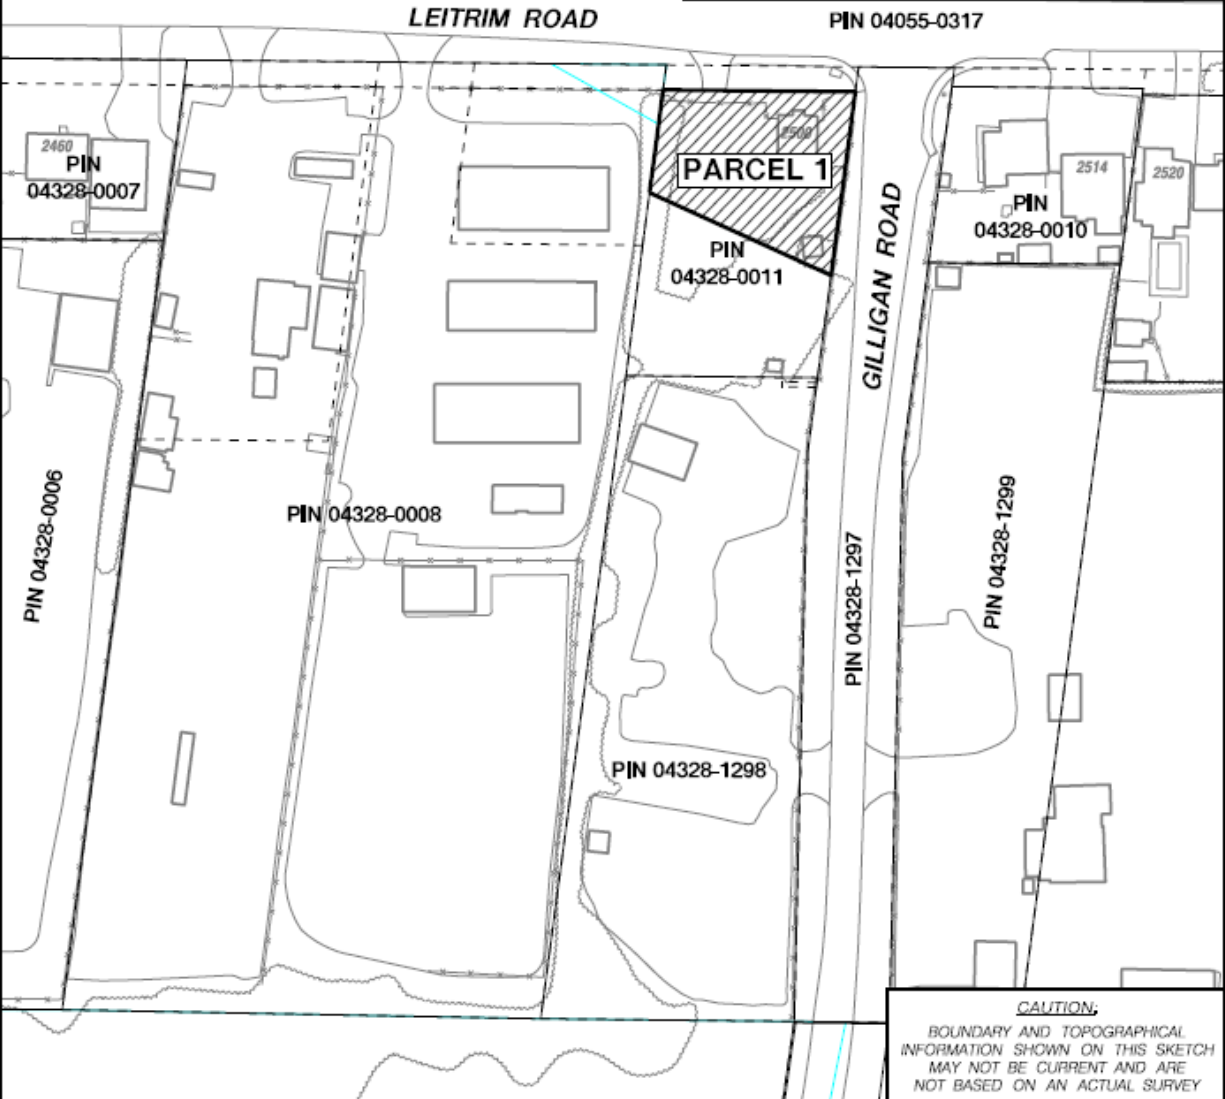 LEITRIM ROAD
PIN 04055-0317
2460
PIN
04328-0007
2500
PARCEL 1
PIN
04328-0011
GILLIGAN ROAD
2514
2520
PIN
04328-0010
PIN 04328-0006
PIN 04328-0008
PIN 04328-1297
PIN 04328-1299
PIN 04328-1298
CAUTION;
BOUNDARY AND TOPOGRAPHICAL
INFORMATION SHOWN ON THIS SKETCH
MAY NOT BE CURRENT AND ARE
NOT BASED ON AN ACTUAL SURVEY